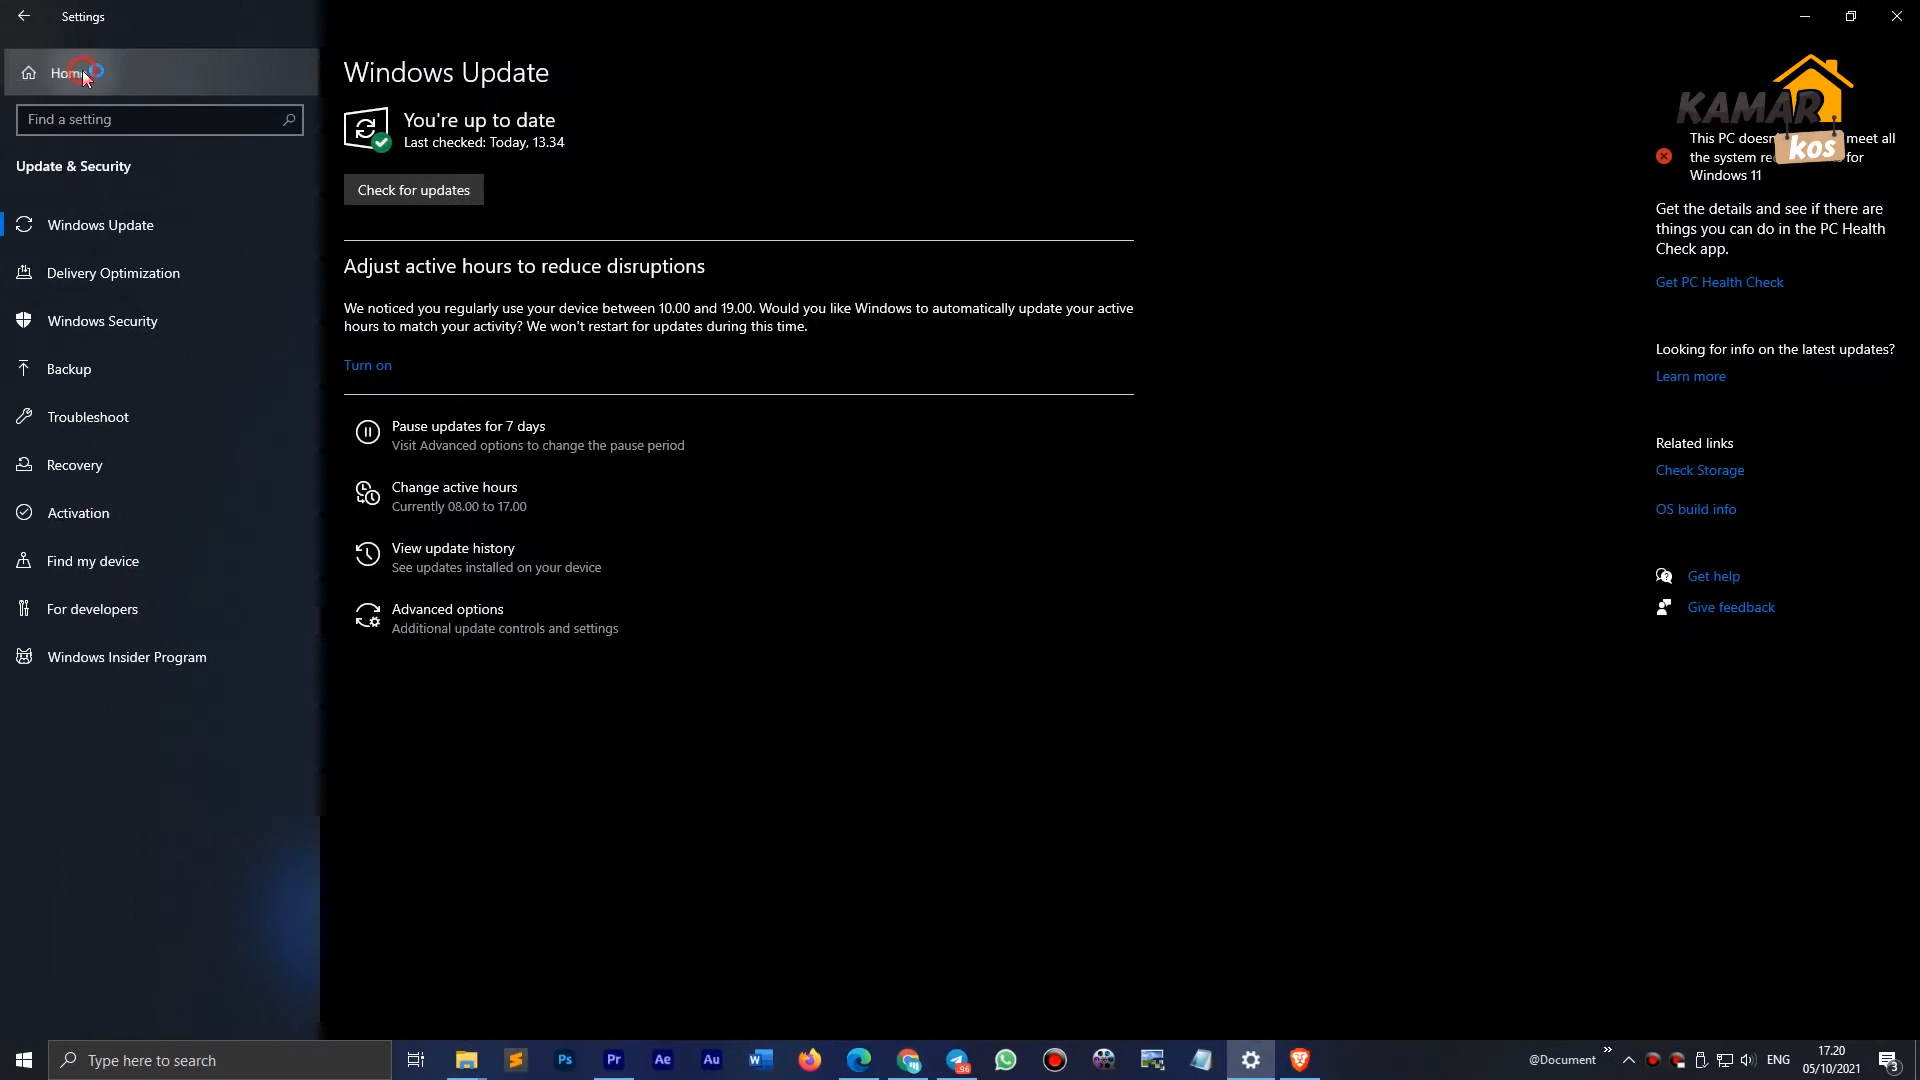 Settings
Home
Find a setting
Update & Security
Windows Update
Delivery Optimization
Windows Security
Backup
Troubleshoot
Recovery
Activation
Find my device
For developers
Windows Insider Program
Windows Update
You're up to date
Last checked: Today, 13.34
Check for updates
Adjust active hours to reduce disruptions
We noticed you regularly use your device between 10.00 and 19.00. Would you like Windows to automatically update your active
hours to match your activity? We won't restart for updates during this time.
Turn on
Pause updates for 7 days
Visit Advanced options to change the pause period
Change active hours
Currently 08.00 to 17.00
View update history
See updates installed on your device
Advanced options
Additional update controls and settings
KAMAR
kos
This PC meet all
the system for
Windows 11
Get the details and see if there are
things you can do in the PC Health
Check app.
Get PC Health Check
Looking for info on the latest updates?
Learn more
Related links
Check Storage
OS build info
Get help
Give feedback
Type here to search
Ps
Pr
Ae
Au
W
96
@Document
ENG
17.20
05/10/2021
3